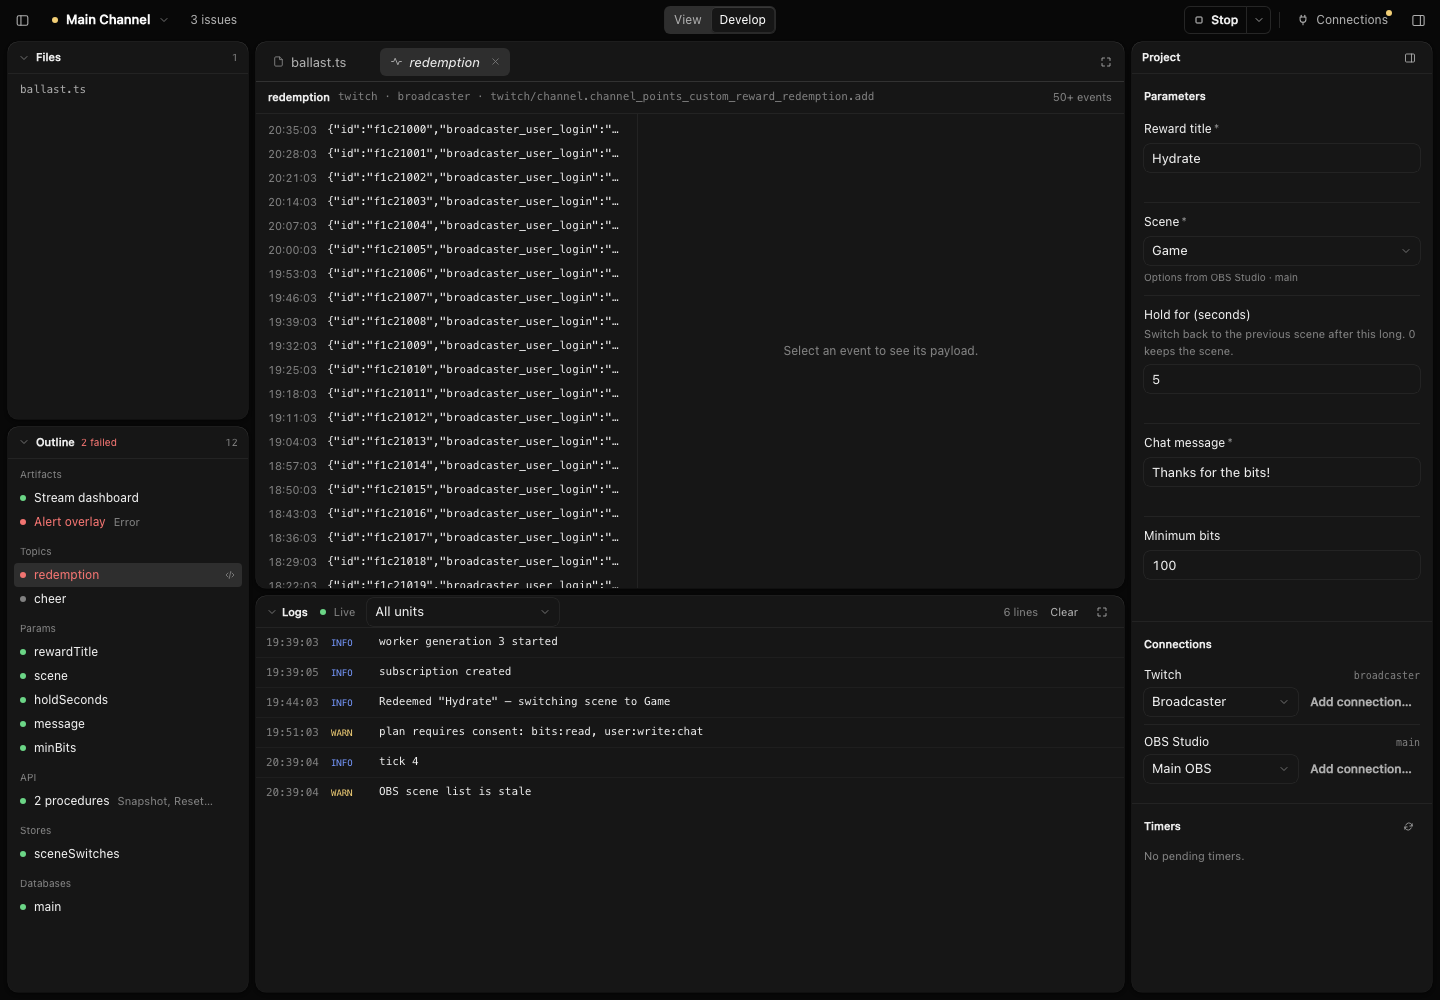 Main Channel
3 issues
View
Develop
Stop
Connections
Files
1
ballast.ts
Outline
2 failed
12
Artifacts
Stream dashboard
Alert overlay Error
Topics
redemption
cheer
Params
rewardTitle
scene
holdSeconds
message
minBits
API
2 procedures Snapshot, Reset…
Stores
sceneSwitches
Databases
main
ballast.ts
redemption
redemption twitch · broadcaster · twitch/channel.channel_points_custom_reward_redemption.add
50+ events
20:35:03 {"id":"f1c21000","broadcaster_user_login":"…
20:28:03 {"id":"f1c21001","broadcaster_user_login":"…
20:21:03 {"id":"f1c21002","broadcaster_user_login":"…
20:14:03 {"id":"f1c21003","broadcaster_user_login":"…
20:07:03 {"id":"f1c21004","broadcaster_user_login":"…
20:00:03 {"id":"f1c21005","broadcaster_user_login":"…
19:53:03 {"id":"f1c21006","broadcaster_user_login":"…
19:46:03 {"id":"f1c21007","broadcaster_user_login":"…
19:39:03 {"id":"f1c21008","broadcaster_user_login":"…
19:32:03 {"id":"f1c21009","broadcaster_user_login":"…
19:25:03 {"id":"f1c21010","broadcaster_user_login":"…
19:18:03 {"id":"f1c21011","broadcaster_user_login":"…
19:11:03 {"id":"f1c21012","broadcaster_user_login":"…
19:04:03 {"id":"f1c21013","broadcaster_user_login":"…
18:57:03 {"id":"f1c21014","broadcaster_user_login":"…
18:50:03 {"id":"f1c21015","broadcaster_user_login":"…
18:43:03 {"id":"f1c21016","broadcaster_user_login":"…
18:36:03 {"id":"f1c21017","broadcaster_user_login":"…
18:29:03 {"id":"f1c21018","broadcaster_user_login":"…
18:22:03 {"id":"f1c21019","broadcaster_user_login":"…
Select an event to see its payload.
Logs
Live
All units
6 lines
Clear
19:39:03 INFO worker generation 3 started
19:39:05 INFO subscription created
19:44:03 INFO Redeemed "Hydrate" — switching scene to Game
19:51:03 WARN plan requires consent: bits:read, user:write:chat
20:39:04 INFO tick 4
20:39:04 WARN OBS scene list is stale
Project
Parameters
Reward title *
Hydrate
Scene *
Game
Options from OBS Studio · main
Hold for (seconds)
Switch back to the previous scene after this long. 0
keeps the scene.
5
Chat message *
Thanks for the bits!
Minimum bits
100
Connections
Twitch broadcaster
Broadcaster Add connection...
OBS Studio main
Main OBS Add connection...
Timers
No pending timers.